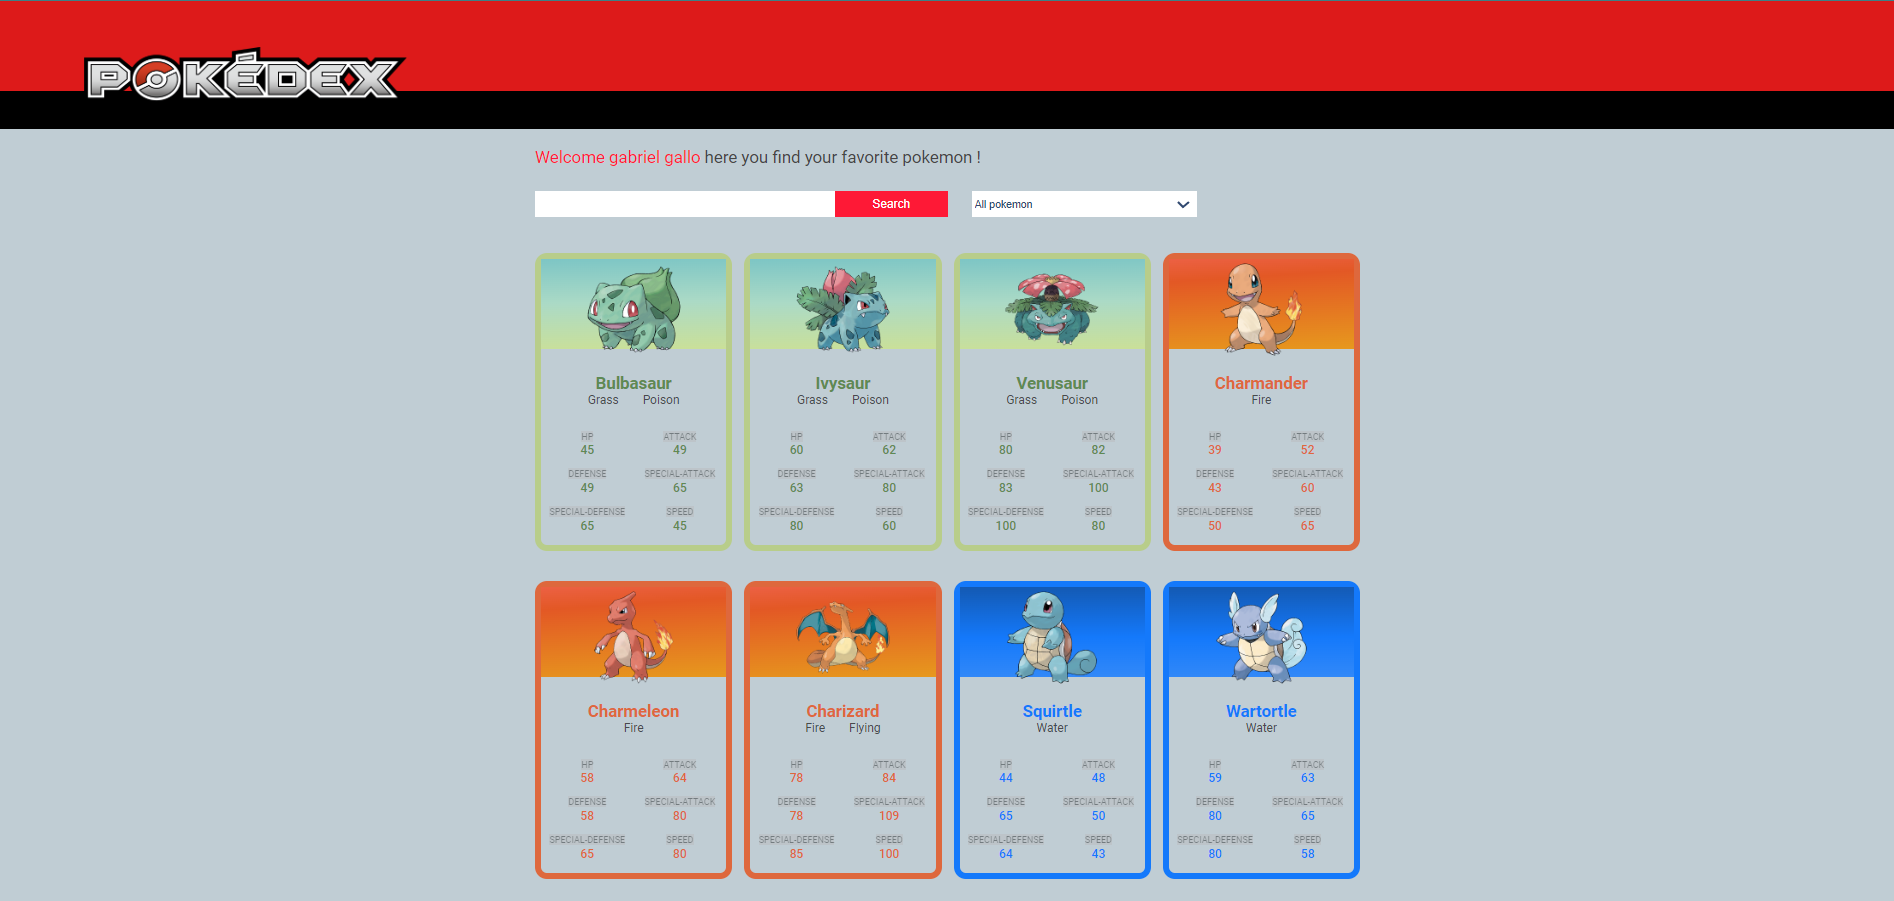 POKÉDEX
Welcome gabriel gallo here you find your favorite pokemon !
Search
All pokemon
Bulbasaur
Grass Poison
HP ATTACK
45 49
DEFENSE SPECIAL-ATTACK
49 65
SPECIAL-DEFENSE SPEED
65 45
Ivysaur
Grass Poison
HP ATTACK
60 62
DEFENSE SPECIAL-ATTACK
63 80
SPECIAL-DEFENSE SPEED
80 60
Venusaur
Grass Poison
HP ATTACK
80 82
DEFENSE SPECIAL-ATTACK
83 100
SPECIAL-DEFENSE SPEED
100 80
Charmander
Fire
HP ATTACK
39 52
DEFENSE SPECIAL-ATTACK
43 60
SPECIAL-DEFENSE SPEED
50 65
Charmeleon
Fire
HP ATTACK
58 64
DEFENSE SPECIAL-ATTACK
58 80
SPECIAL-DEFENSE SPEED
65 80
Charizard
Fire Flying
HP ATTACK
78 84
DEFENSE SPECIAL-ATTACK
78 109
SPECIAL-DEFENSE SPEED
85 100
Squirtle
Water
HP ATTACK
44 48
DEFENSE SPECIAL-ATTACK
65 50
SPECIAL-DEFENSE SPEED
64 43
Wartortle
Water
HP ATTACK
59 63
DEFENSE SPECIAL-ATTACK
80 65
SPECIAL-DEFENSE SPEED
80 58